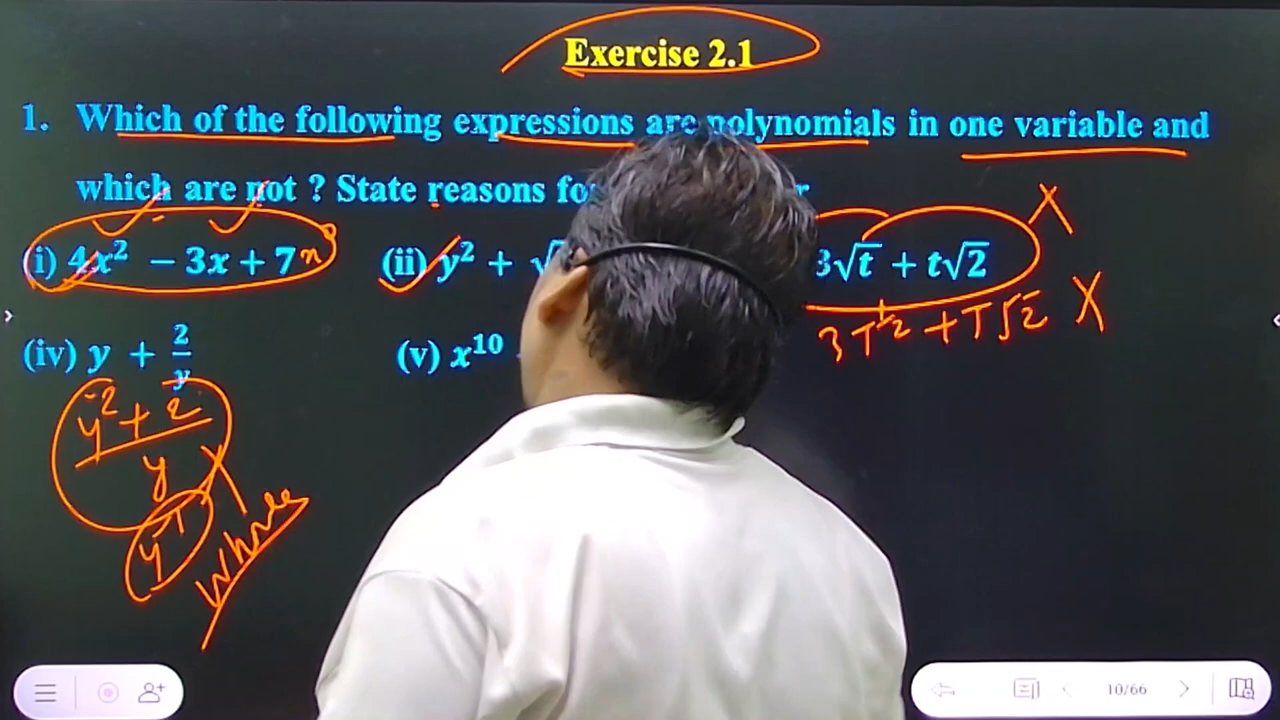 Exercise 2.1
1. Which of the following expressions are polynomials in one variable and
which are not ? State reasons for
(i) 4x² − 3x + 7 (ii) y² + √ 3√t + t√2 X
3T^1/2 + T√2 X
(iv) y + 2/y (v) x¹⁰
y² + 2
y X
y⁻¹
Whole
10/66